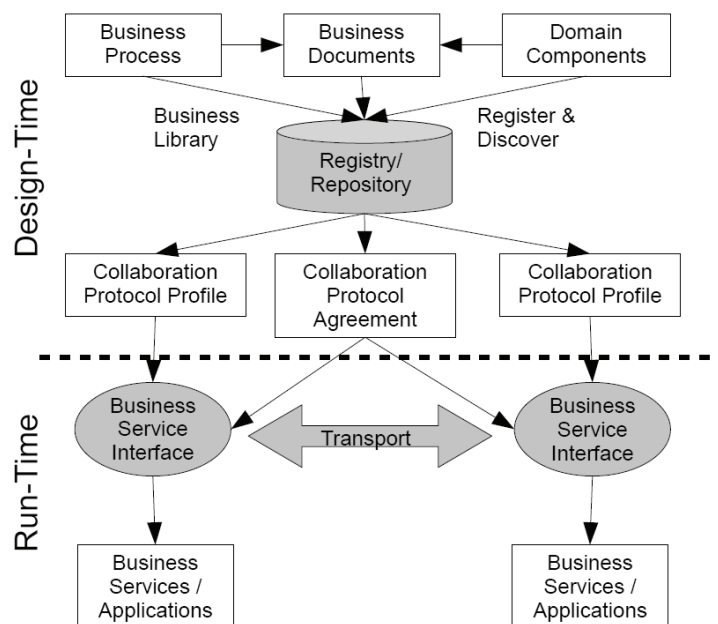 Business
Process
Business
Documents
Domain
Components
Business
Library
Register &
Discover
Design-Time
Registry/
Repository
Collaboration
Protocol Profile
Collaboration
Protocol
Agreement
Collaboration
Protocol Profile
Run-Time
Business
Service
Interface
Transport
Business
Service
Interface
Business
Services /
Applications
Business
Services /
Applications